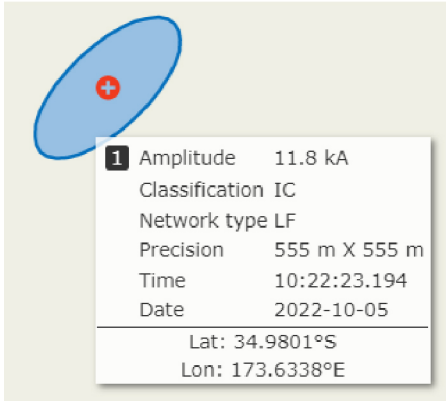 1 Amplitude 11.8 kA
Classification IC
Network type LF
Precision 555 m X 555 m
Time 10:22:23.194
Date 2022-10-05
Lat: 34.9801°S
Lon: 173.6338°E